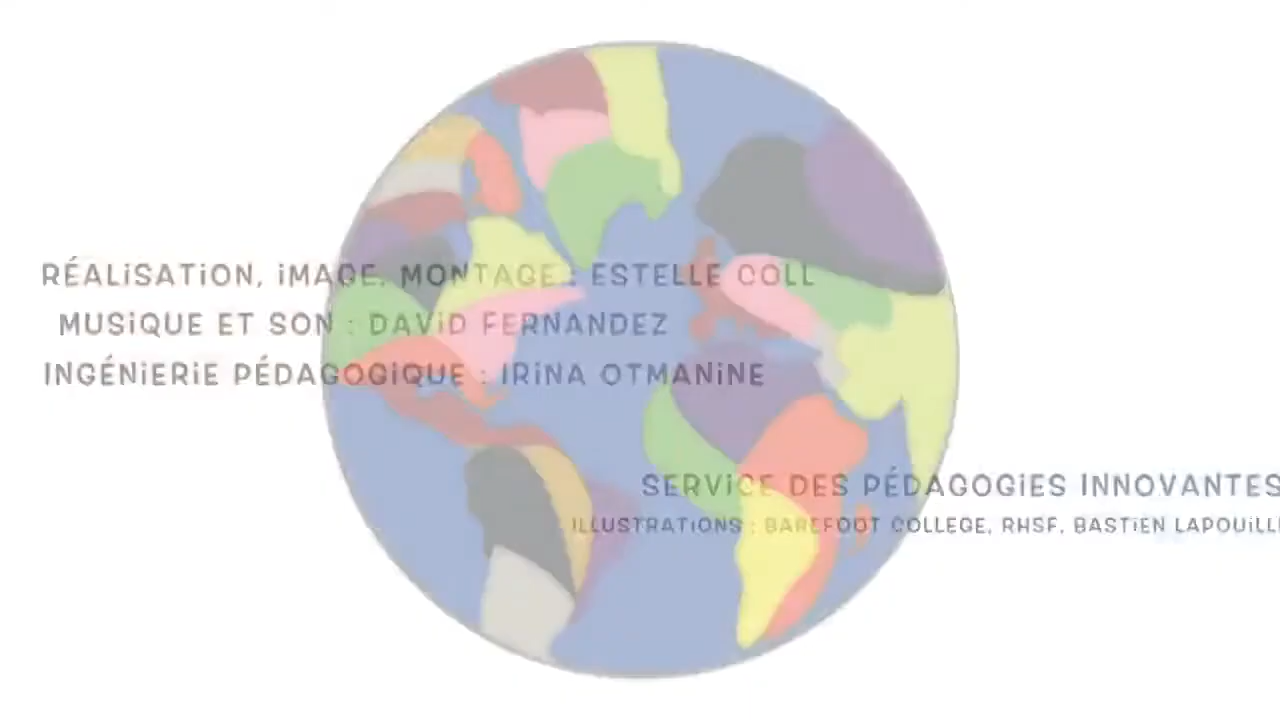 RÉALiSATiON, iMAGE, MONTAGE : ESTELLE COLL
MUSiQUE ET SON : DAViD FERNANDEZ
INGÉNiERiE PÉDAGOGiQUE : IRiNA OTMANiNE
SERViCE DES PÉDAGOGiES INNOVANTES
ILLUSTRATiONS : BAREFOOT COLLEGE, RHSF, BASTiEN